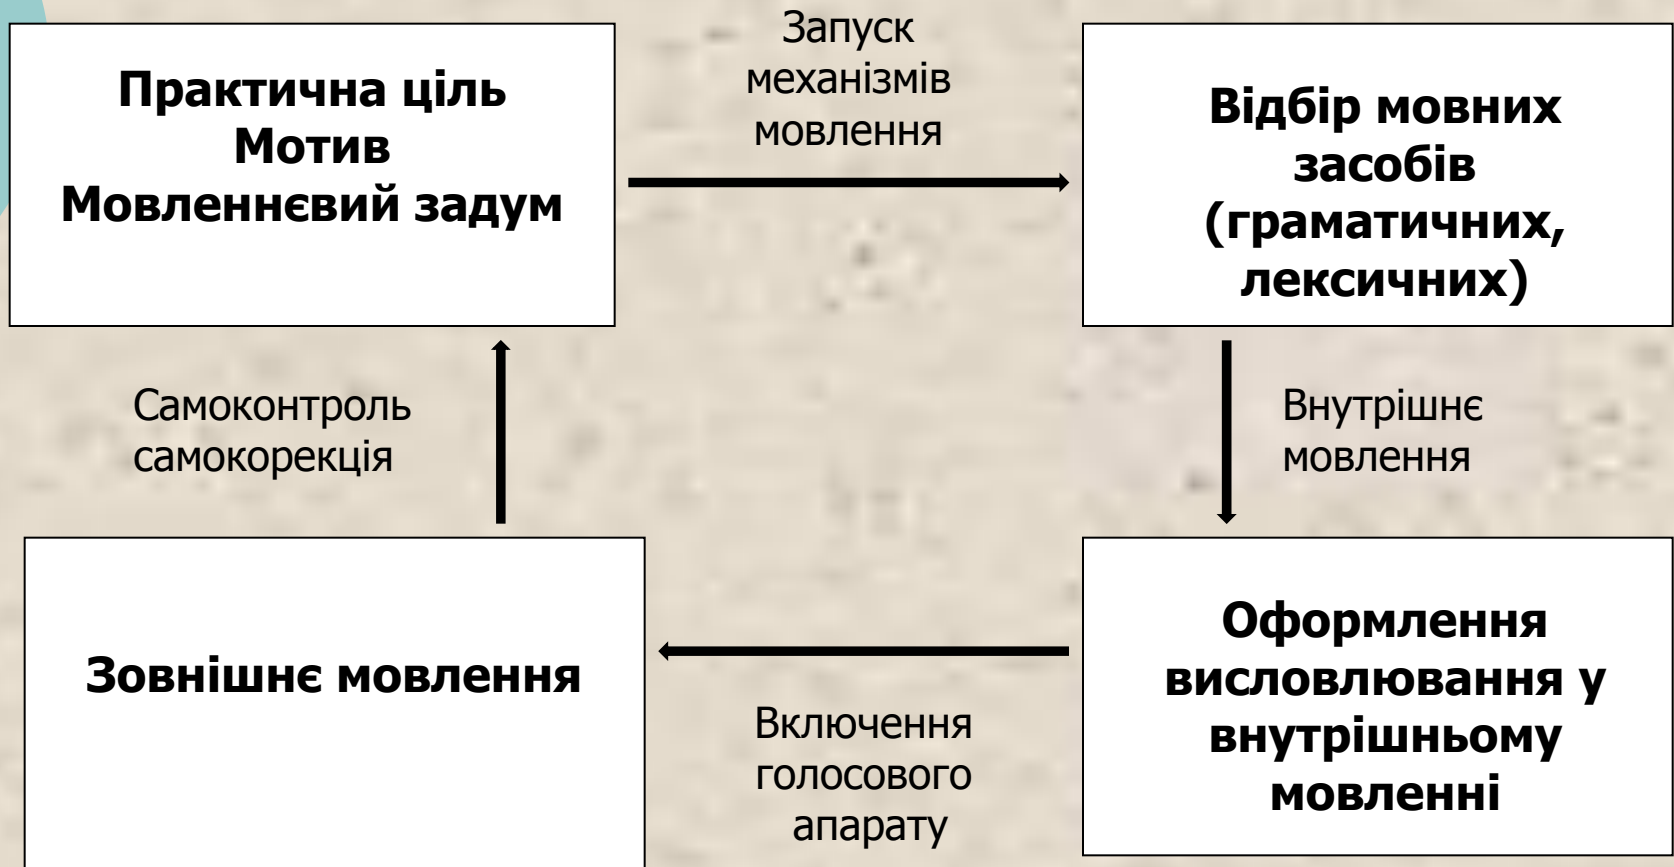 Практична ціль
Мотив
Мовленнєвий задум
Запуск
механізмів
мовлення
Відбір мовних
засобів
(граматичних,
лексичних)
Самоконтроль
самокорекція
Внутрішнє
мовлення
Зовнішнє мовлення
Включення
голосового
апарату
Оформлення
висловлювання у
внутрішньому
мовленні